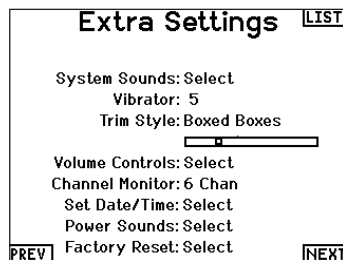 Extra Settings
LIST
System Sounds: Select
Vibrator: 5
Trim Style: Boxed Boxes
Volume Controls: Select
Channel Monitor: 6 Chan
Set Date/Time: Select
Power Sounds: Select
Factory Reset: Select
PREV
NEXT